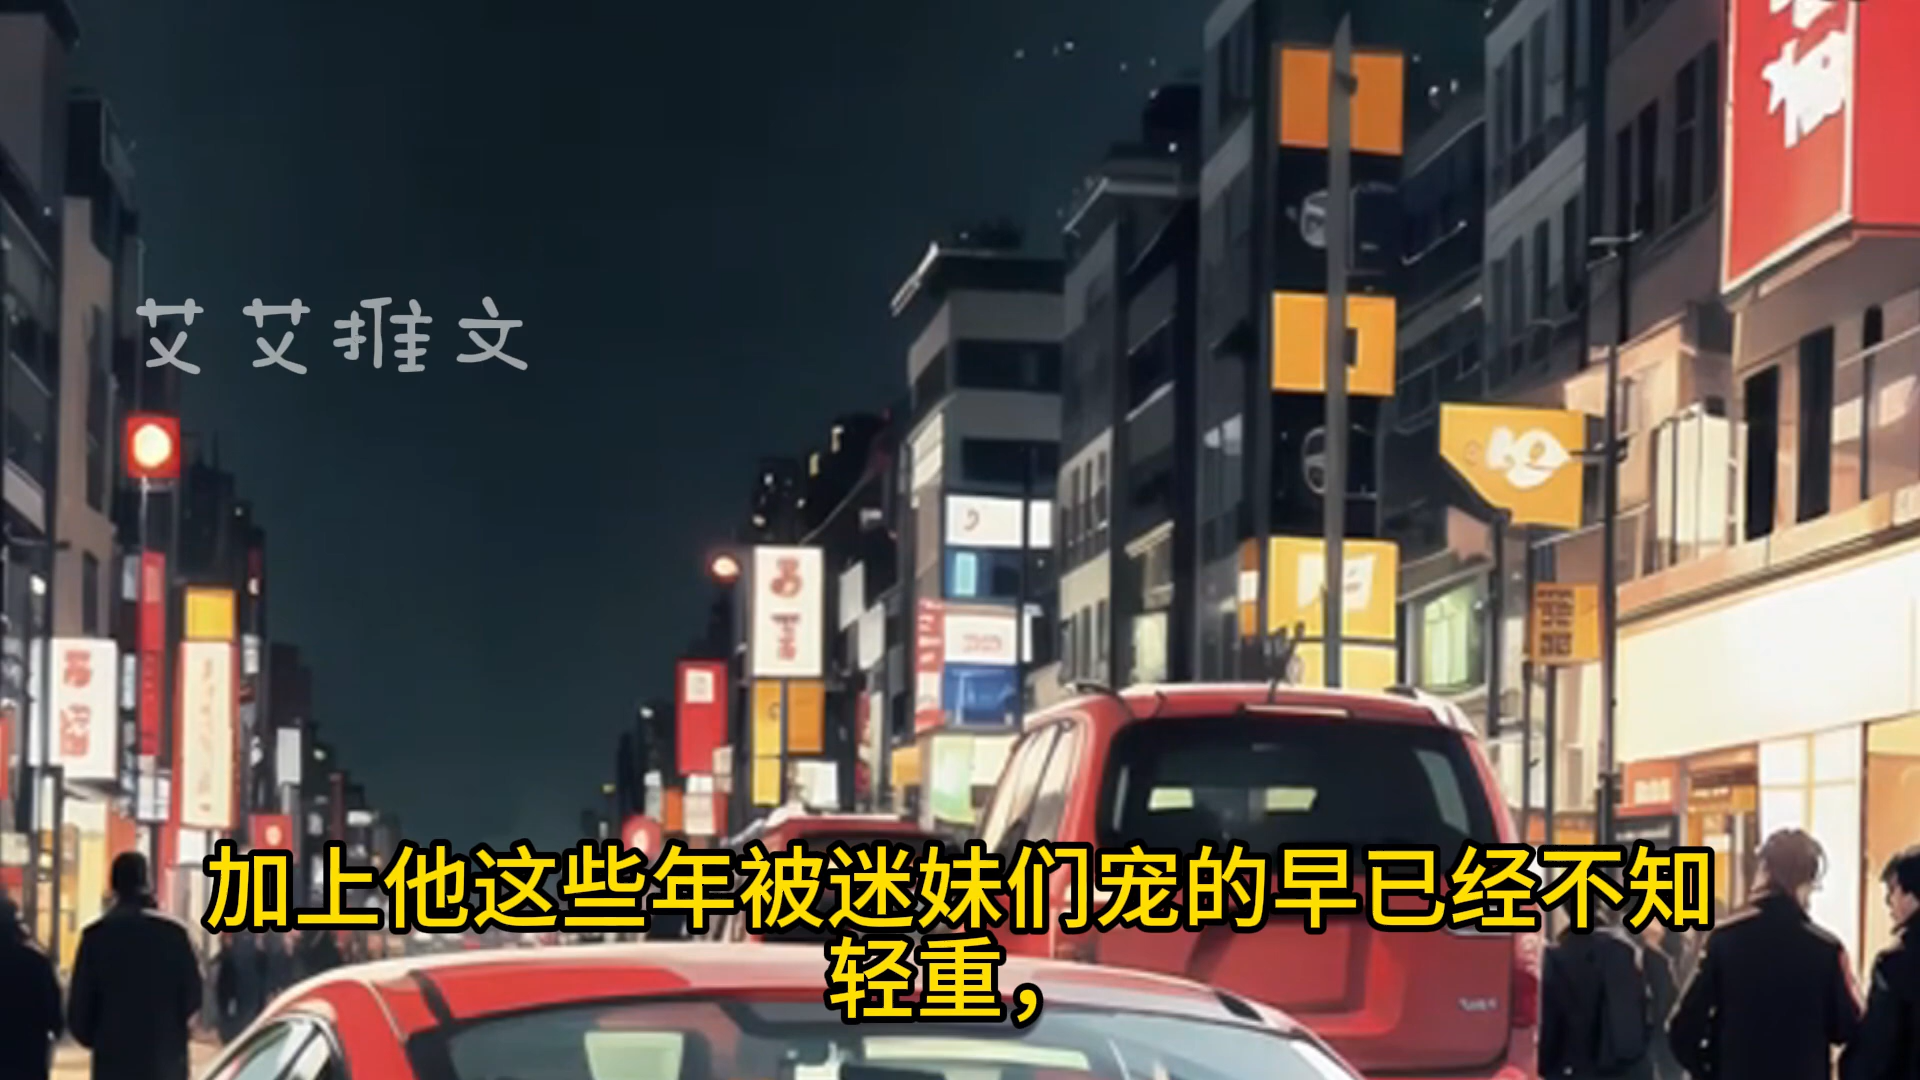 艾艾推文
加上他这些年被迷妹们宠的早已经不知
轻重，